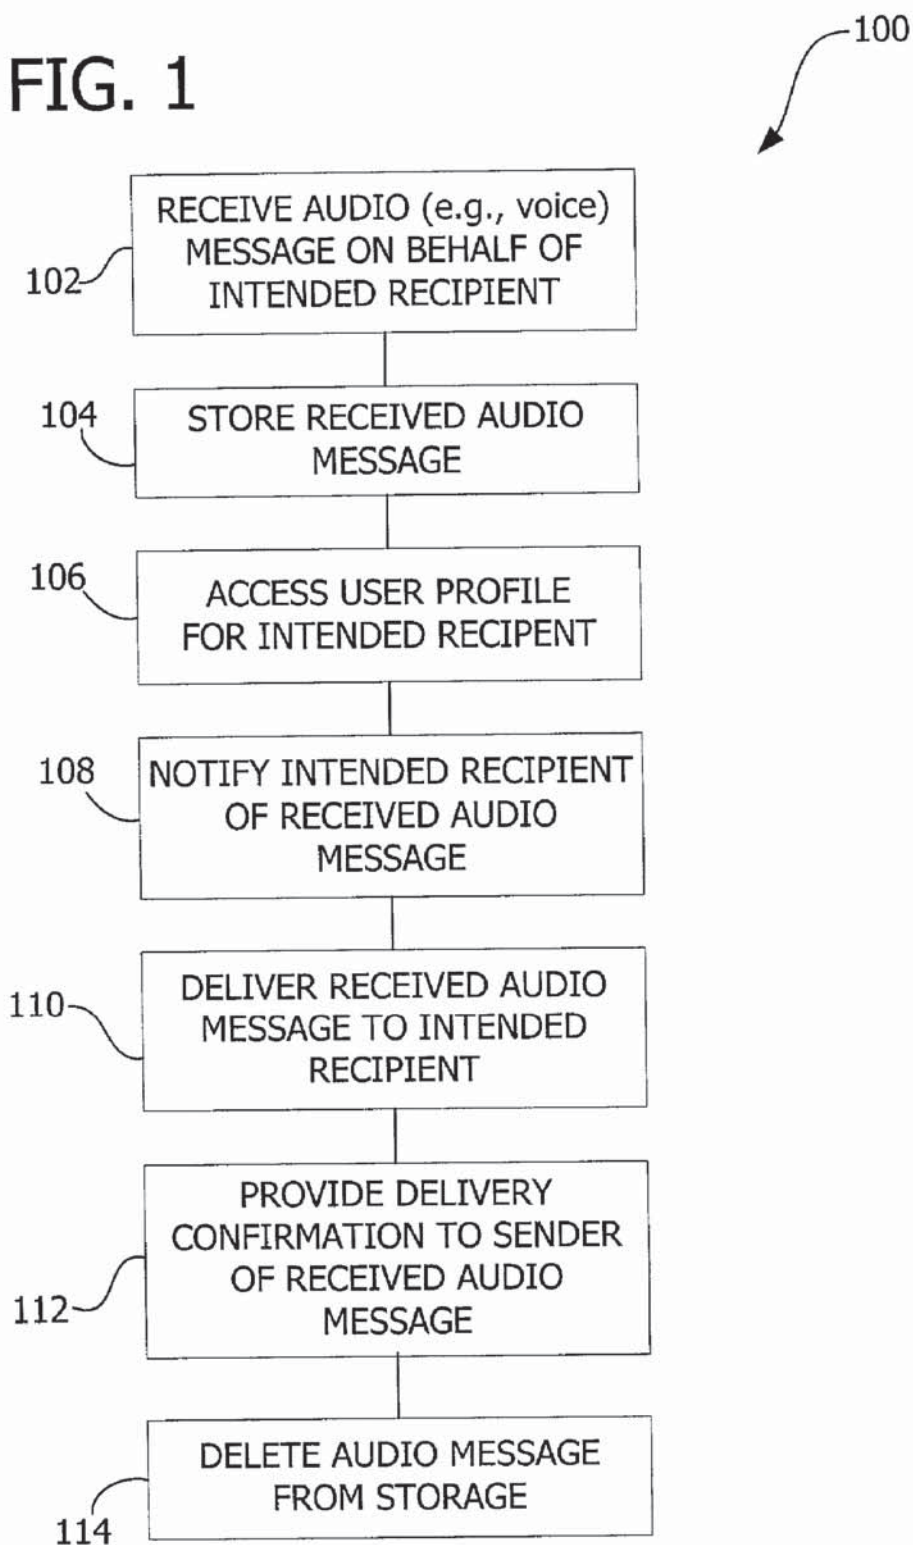 100
FIG. 1
RECEIVE AUDIO (e.g., voice)
MESSAGE ON BEHALF OF
INTENDED RECIPIENT
102
104
STORE RECEIVED AUDIO
MESSAGE
106
ACCESS USER PROFILE
FOR INTENDED RECIPENT
108
NOTIFY INTENDED RECIPIENT
OF RECEIVED AUDIO
MESSAGE
110
DELIVER RECEIVED AUDIO
MESSAGE TO INTENDED
RECIPIENT
PROVIDE DELIVERY
CONFIRMATION TO SENDER
OF RECEIVED AUDIO
MESSAGE
112
DELETE AUDIO MESSAGE
FROM STORAGE
114